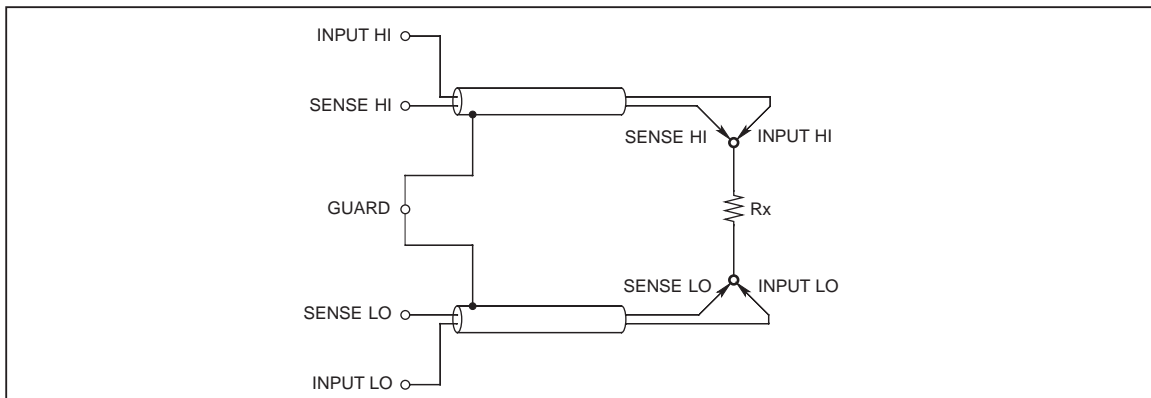 INPUT HI
SENSE HI
SENSE HI
INPUT HI
GUARD
Rx
SENSE LO
INPUT LO
SENSE LO
INPUT LO